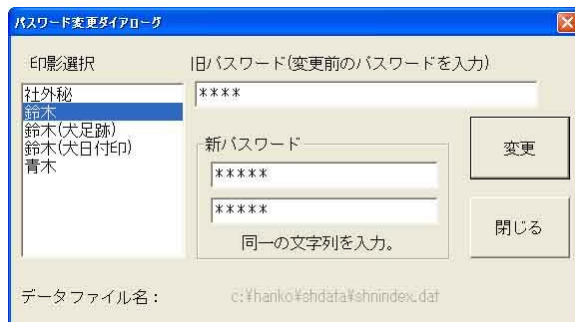 パスワード変更ダイアローグ
印影選択
旧パスワード(変更前のパスワードを入力)
社外秘
鈴木
鈴木(犬足跡)
鈴木(犬日付印)
青木
****
新パスワード
*****
*****
同一の文字列を入力。
変更
閉じる
データファイル名:
c:¥hanko¥shdata¥shnindex.dat